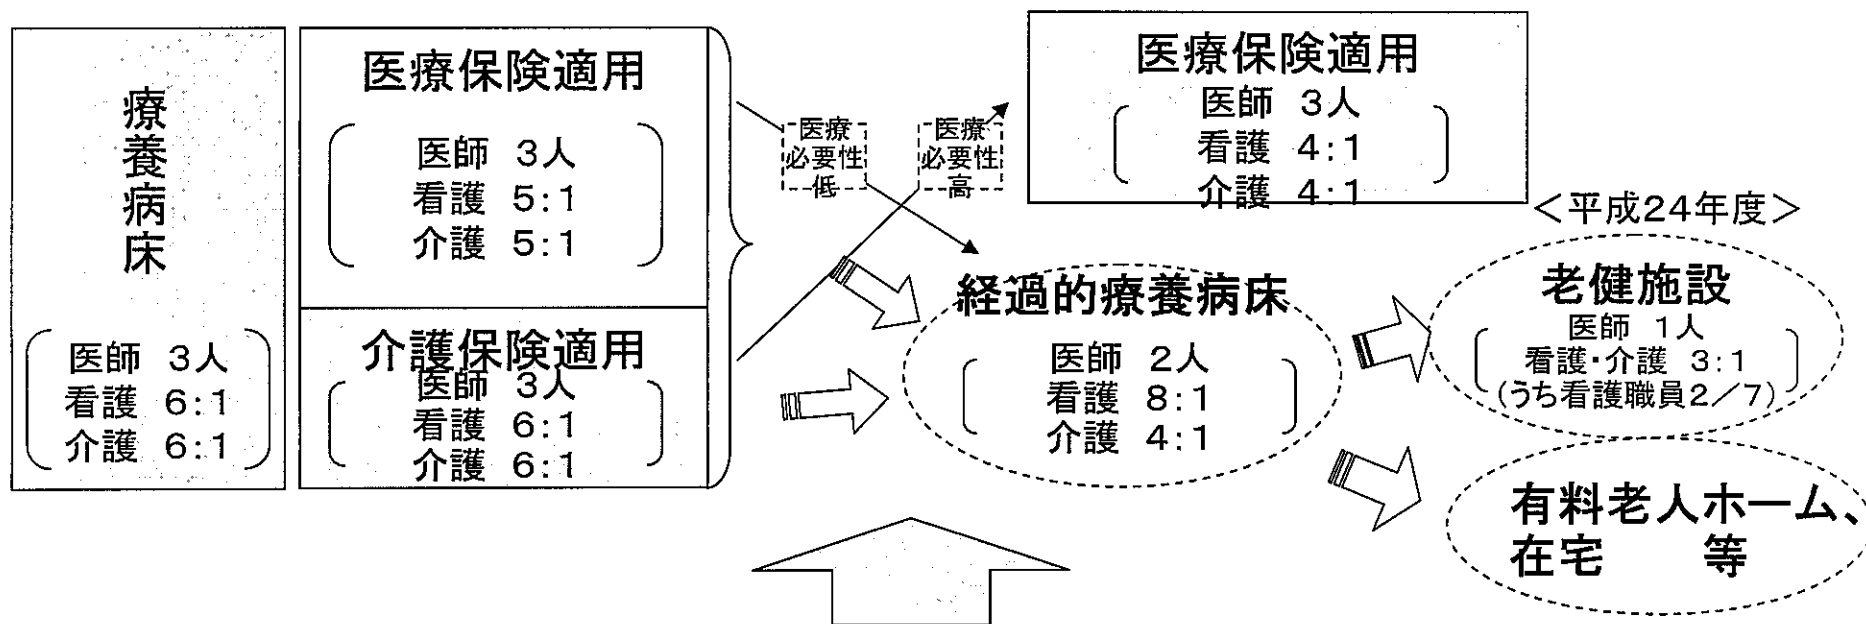 療養病床
医師 3人
看護 6:1
介護 6:1
医療保険適用
医師 3人
看護 5:1
介護 5:1
介護保険適用
医師 3人
看護 6:1
介護 6:1
医療
必要性
低
医療
必要性
高
医療保険適用
医師 3人
看護 4:1
介護 4:1
経過的療養病床
医師 2人
看護 8:1
介護 4:1
<平成24年度>
老健施設
医師 1人
看護・介護 3:1
(うち看護職員2/7)
有料老人ホーム、
在宅 等